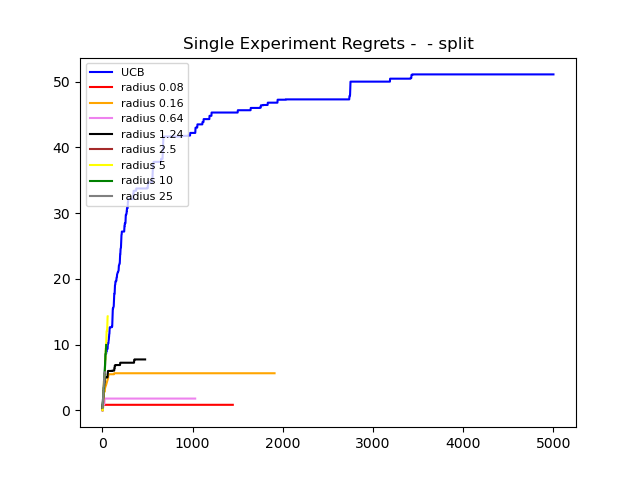 Single Experiment Regrets -  - split
50
40
30
20
10
0
UCB
radius 0.08
radius 0.16
radius 0.64
radius 1.24
radius 2.5
radius 5
radius 10
radius 25
0 1000 2000 3000 4000 5000